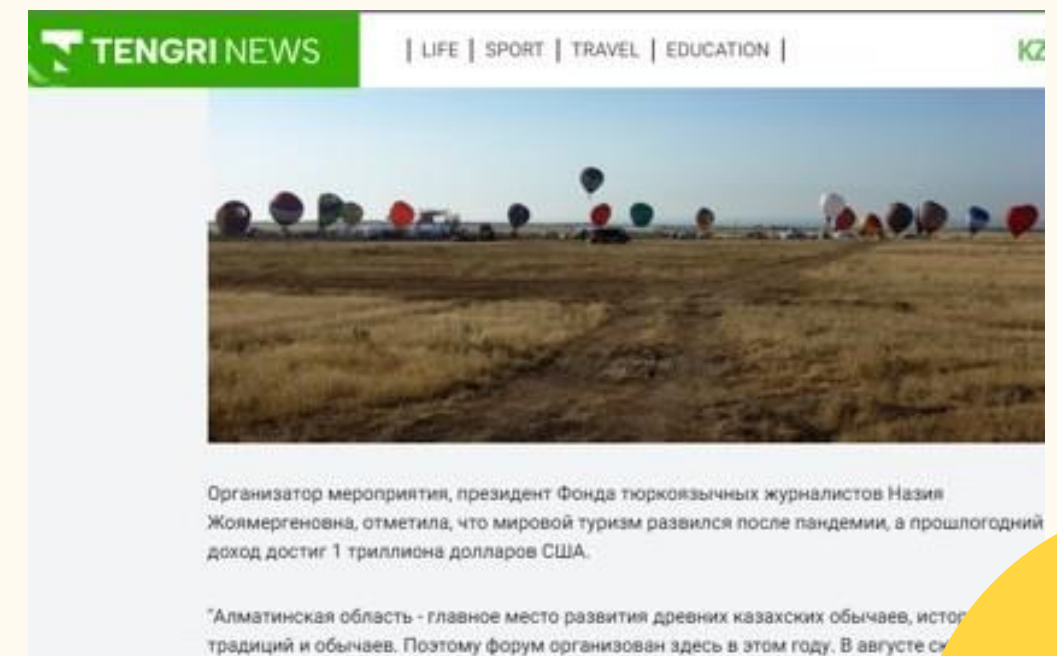 TENGRI NEWS | LIFE | SPORT | TRAVEL | EDUCATION | KZ
Организатор мероприятия, президент Фонда тюркоязычных журналистов Назия
Жоямергеновна, отметила, что мировой туризм развился после пандемии, а прошлогодний
доход достиг 1 триллиона долларов США.
"Алматинская область - главное место развития древних казахских обычаев,
традиций и обычаев. Поэтому форум организован здесь в этом году. В августе